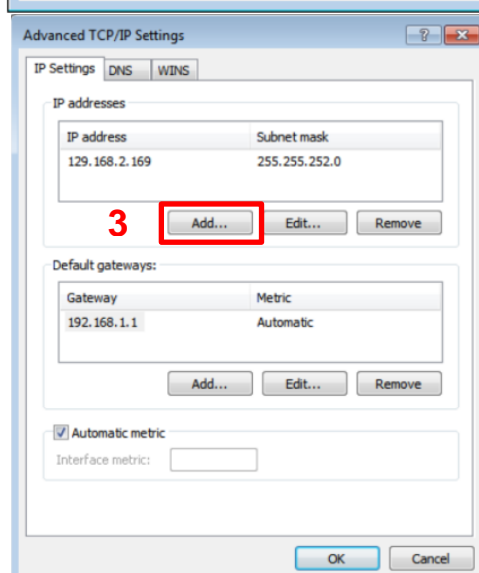 Advanced TCP/IP Settings
IP Settings DNS WINS
IP addresses
IP address Subnet mask
129.168.2.169 255.255.252.0
3 Add... Edit... Remove
Default gateways:
Gateway Metric
192.168.1.1 Automatic
Add... Edit... Remove
Automatic metric
Interface metric:
OK Cancel